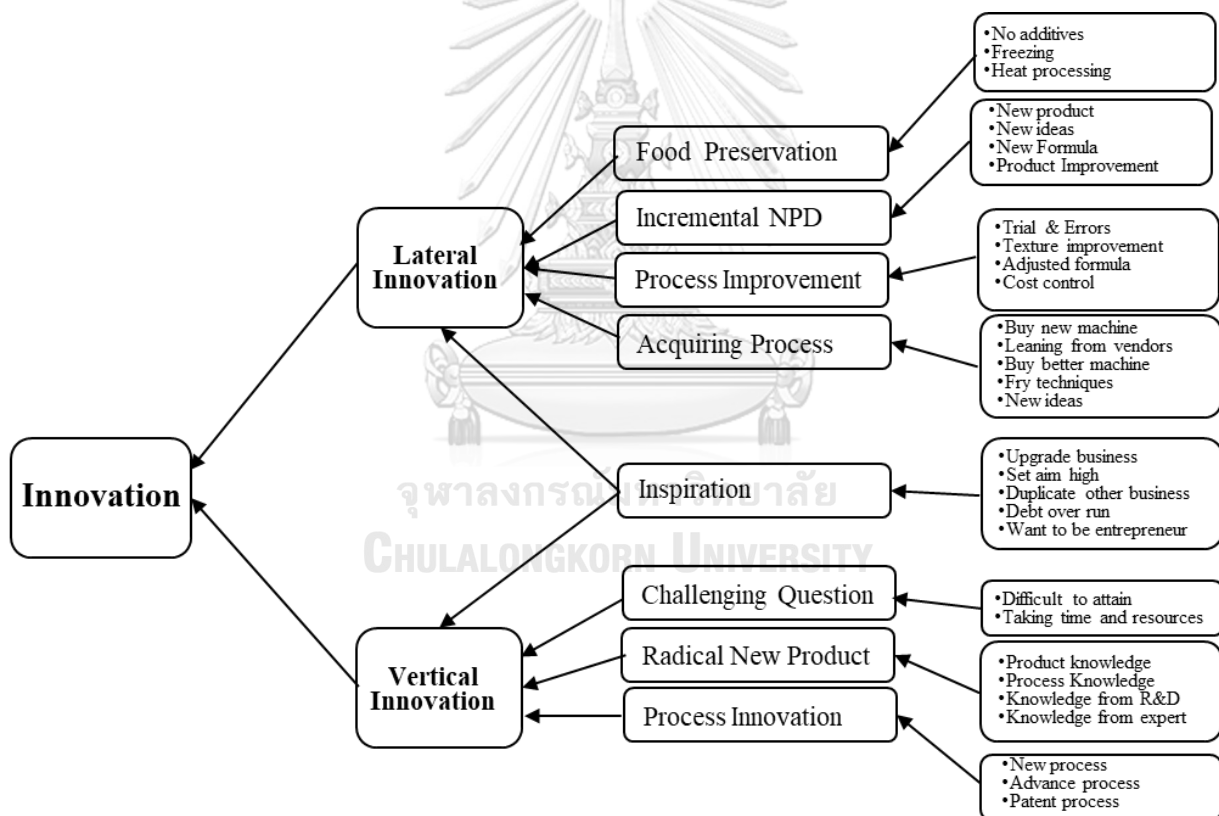 •No additives
•Freezing
•Heat processing
•New product
•New ideas
•New Formula
•Product Improvement
Food Preservation
Incremental NPD
Lateral
Innovation
Process Improvement
•Trial & Errors
•Texture improvement
•Adjusted formula
•Cost control
Acquiring Process
•Buy new machine
•Leaning from vendors
•Buy better machine
•Fry techniques
•New ideas
Innovation
Inspiration
•Upgrade business
•Set aim high
•Duplicate other business
•Debt over run
•Want to be entrepreneur
จุฬาลงกรณ์มหาวิทยาลัย
CHULALONGKORN UNIVERSITY
Challenging Question
•Difficult to attain
•Taking time and resources
Vertical
Innovation
Radical New Product
•Product knowledge
•Process Knowledge
•Knowledge from R&D
•Knowledge from expert
Process Innovation
•New process
•Advance process
•Patent process